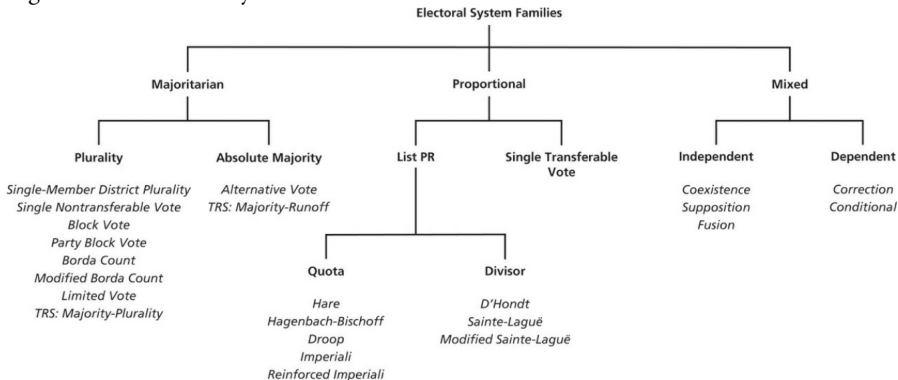 Electoral System Families
Majoritarian
Proportional
Mixed
Plurality
Absolute Majority
List PR
Single Transferable
Vote
Independent
Dependent
Single-Member District Plurality
Single Nontransferable Vote
Block Vote
Party Block Vote
Borda Count
Modified Borda Count
Limited Vote
TRS: Majority-Plurality
Alternative Vote
TRS: Majority-Runoff
Coexistence
Supposition
Fusion
Correction
Conditional
Quota
Divisor
Hare
Hagenbach-Bischoff
Droop
Imperiali
Reinforced Imperiali
D'Hondt
Sainte-Laguë
Modified Sainte-Laguë